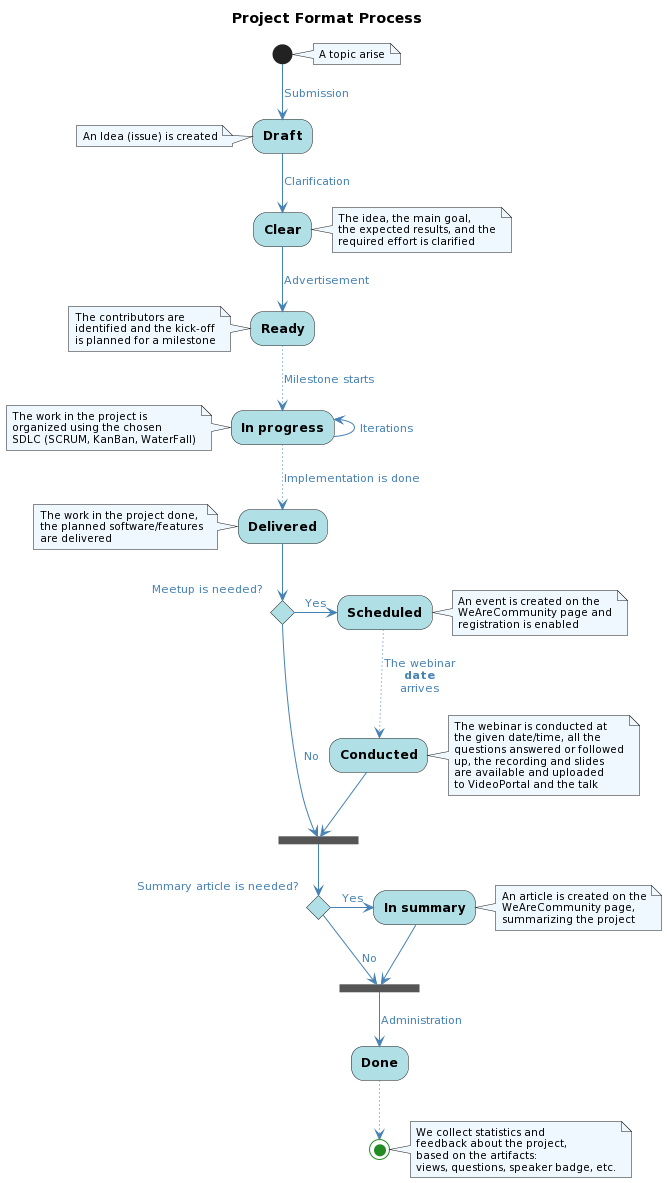 Project Format Process
A topic arise
Submission
An Idea (issue) is created
Draft
Clarification
Clear
The idea, the main goal,
the expected results, and the
required effort is clarified
Advertisement
The contributors are
identified and the kick-off
is planned for a milestone
Ready
Milestone starts
The work in the project is
organized using the chosen
SDLC (SCRUM, KanBan, WaterFall)
In progress
Iterations
Implementation is done
The work in the project done,
the planned software/features
are delivered
Delivered
Meetup is needed?
Yes
Scheduled
An event is created on the
WeAreCommunity page and
registration is enabled
The webinar
date
arrives
No
Conducted
The webinar is conducted at
the given date/time, all the
questions answered or followed
up, the recording and slides
are available and uploaded
to VideoPortal and the talk
Summary article is needed?
Yes
In summary
An article is created on the
WeAreCommunity page,
summarizing the project
No
Administration
Done
We collect statistics and
feedback about the project,
based on the artifacts:
views, questions, speaker badge, etc.